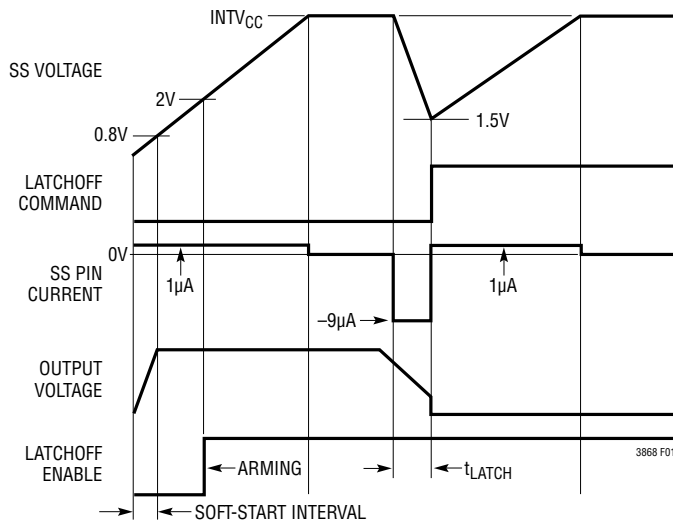 INTVCC
SS VOLTAGE
2V
0.8V
1.5V
LATCHOFF
COMMAND
0V
SS PIN
CURRENT
1µA
1µA
–9µA
OUTPUT
VOLTAGE
LATCHOFF
ENABLE
ARMING
tLATCH
3868 F01
SOFT-START INTERVAL